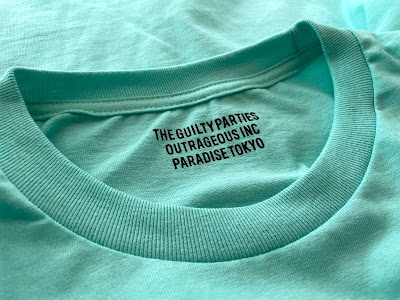 THE GUILTY PARTIES
OUTRAGEOUS INC
PARADISE TOKYO